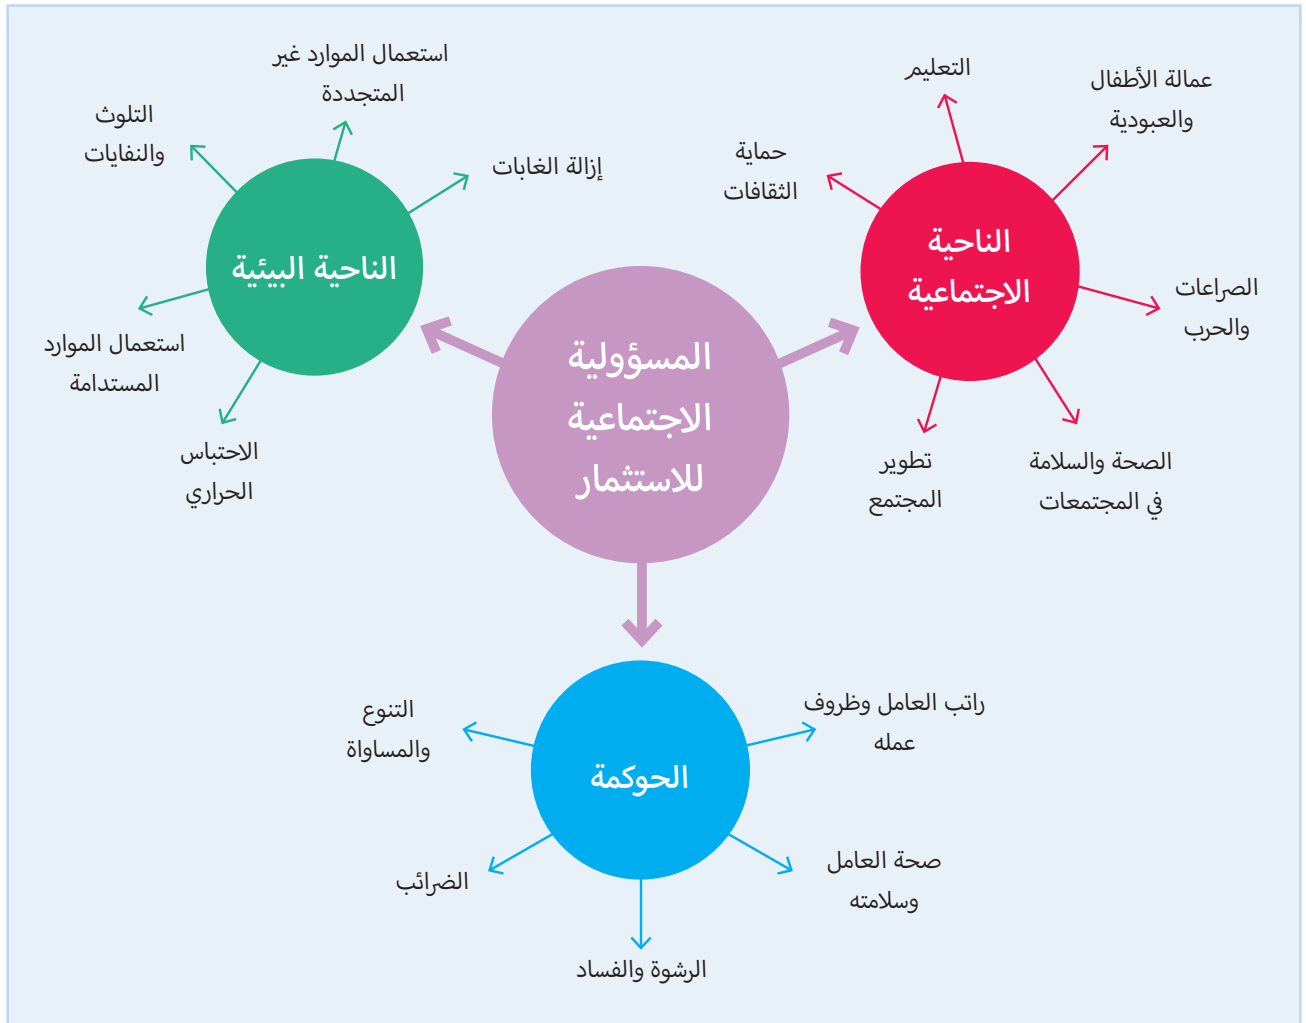 المسؤولية
الاجتماعية
للاستثمار
الناحية
الاجتماعية
التعليم
عمالة الأطفال
والعبودية
حماية
الثقافات
الصراعات
والحرب
الصحة والسلامة
في المجتمعات
تطوير
المجتمع
الناحية البيئية
استعمال الموارد غير
المتجددة
التلوث
والنفايات
إزالة الغابات
استعمال الموارد
المستدامة
الاحتباس
الحراري
الحوكمة
راتب العامل وظروف
عمله
التنوع
والمساواة
صحة العامل
وسلامته
الضرائب
الرشوة والفساد